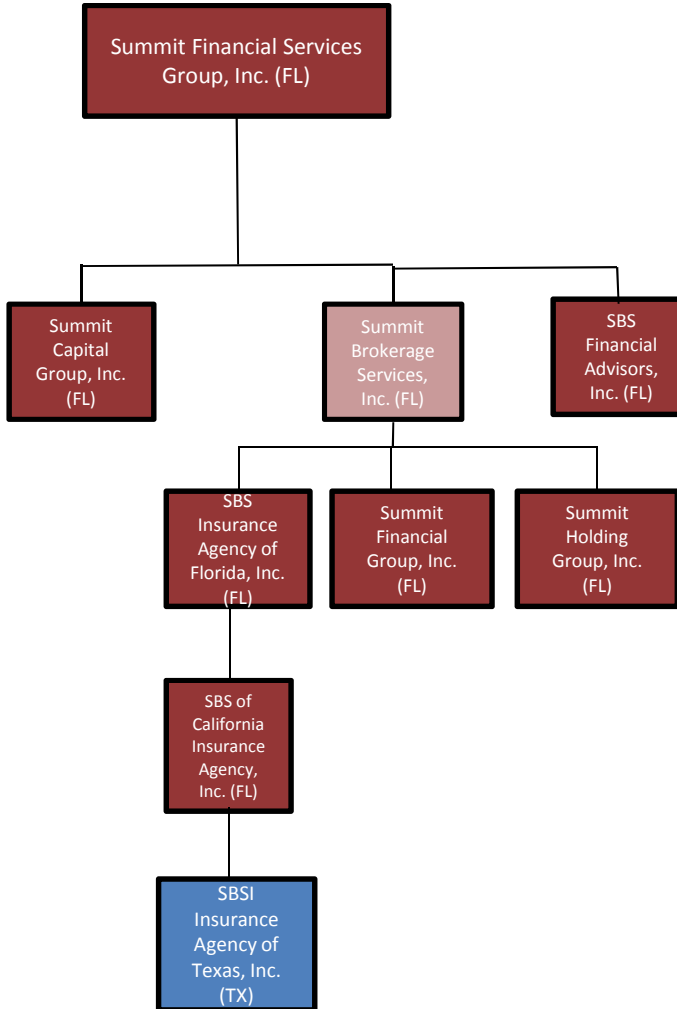 Summit Financial Services
Group, Inc. (FL)
Summit
Capital
Group, Inc.
(FL)
Summit
Brokerage
Services,
Inc. (FL)
SBS
Financial
Advisors,
Inc. (FL)
SBS
Insurance
Agency of
Florida, Inc.
(FL)
Summit
Financial
Group, Inc.
(FL)
Summit
Holding
Group, Inc.
(FL)
SBS of
California
Insurance
Agency,
Inc. (FL)
SBSI
Insurance
Agency of
Texas, Inc.
(TX)